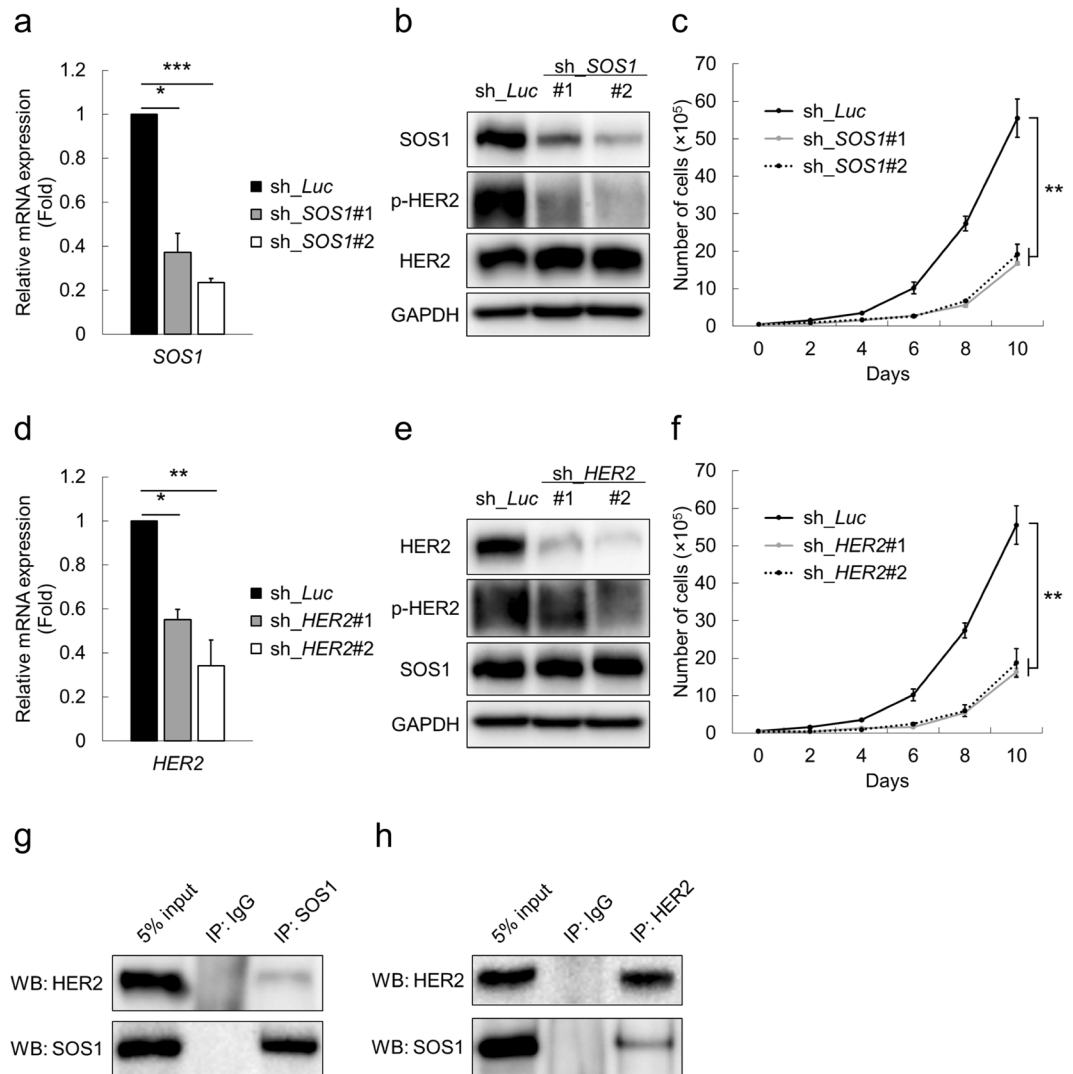 a
1.2
1
0.8
0.6
0.4
0.2
0
Relative mRNA expression
(Fold)
***
*
SOS1
sh_Luc
sh_SOS1#1
sh_SOS1#2
b
sh_SOS1
sh_Luc #1 #2
SOS1
p-HER2
HER2
GAPDH
c
70
60
50
40
30
20
10
0
Number of cells (×10⁵)
sh_Luc
sh_SOS1#1
sh_SOS1#2
**
0 2 4 6 8 10
Days
d
1.2
1
0.8
0.6
0.4
0.2
0
Relative mRNA expression
(Fold)
**
*
HER2
sh_Luc
sh_HER2#1
sh_HER2#2
e
sh_HER2
sh_Luc #1 #2
HER2
p-HER2
SOS1
GAPDH
f
70
60
50
40
30
20
10
0
Number of cells (×10⁵)
sh_Luc
sh_HER2#1
sh_HER2#2
**
0 2 4 6 8 10
Days
g
5% input IP: IgG IP: SOS1
WB: HER2
WB: SOS1
h
5% input IP: IgG IP: HER2
WB: HER2
WB: SOS1